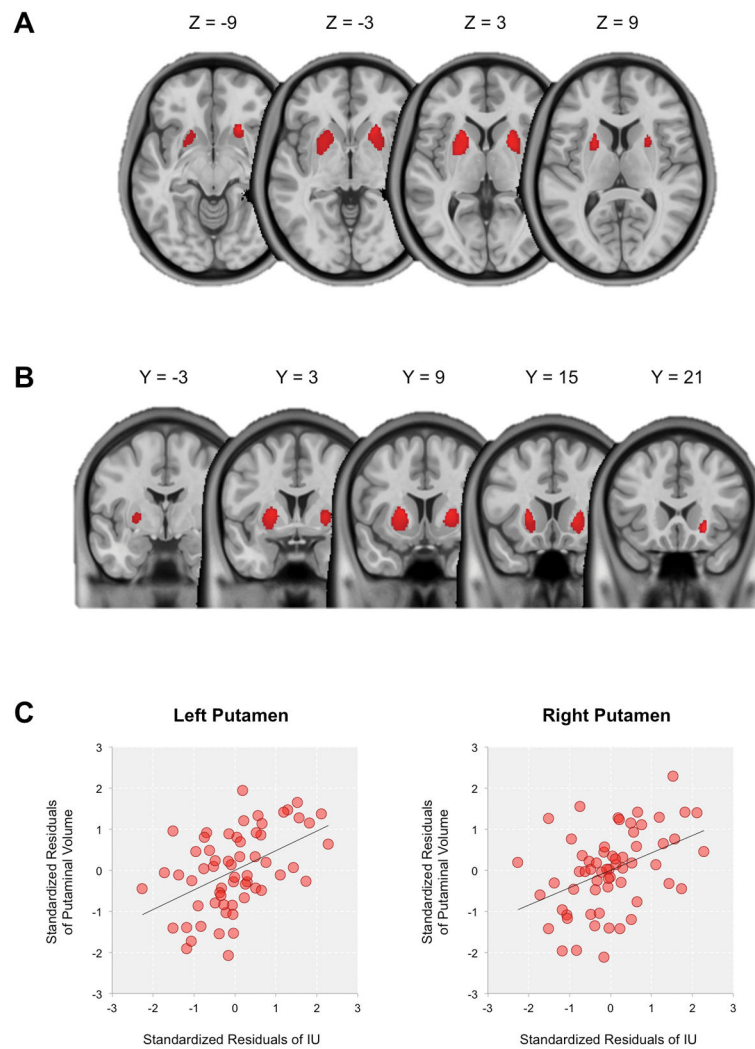 A
Z = -9 Z = -3 Z = 3 Z = 9
B
Y = -3 Y = 3 Y = 9 Y = 15 Y = 21
C
Left Putamen
Standardized Residuals
of Putaminal Volume
3
2
1
0
-1
-2
-3
-3 -2 -1 0 1 2 3
Standardized Residuals of IU
Right Putamen
Standardized Residuals
of Putaminal Volume
3
2
1
0
-1
-2
-3
-3 -2 -1 0 1 2 3
Standardized Residuals of IU